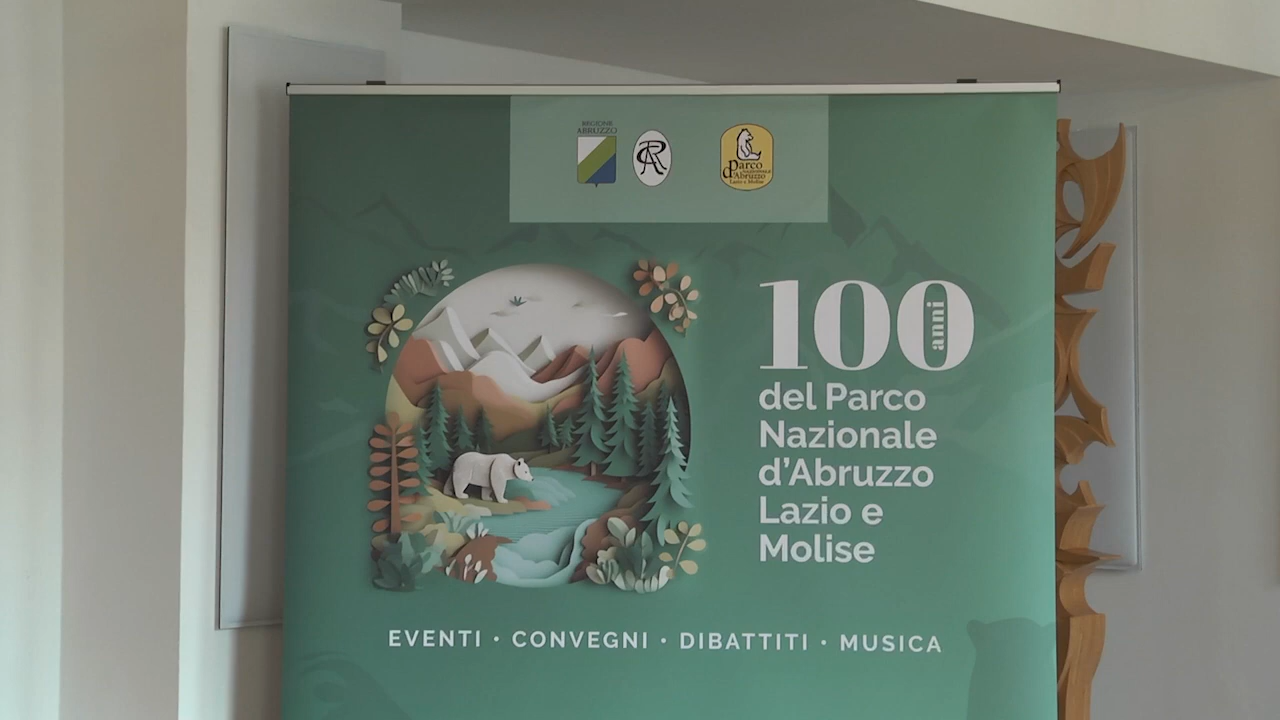 REGIONE
ABRUZZO
Parco
d'Abruzzo
Lazio e Molise
100
anni
del Parco
Nazionale
d'Abruzzo
Lazio e
Molise
EVENTI • CONVEGNI • DIBATTITI • MUSICA